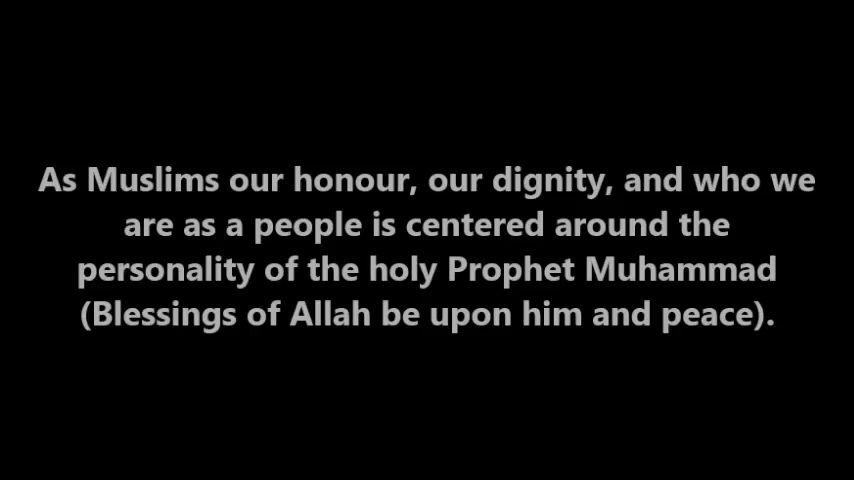 As Muslims our honour, our dignity, and who we
are as a people is centered around the
personality of the holy Prophet Muhammad
(Blessings of Allah be upon him and peace).